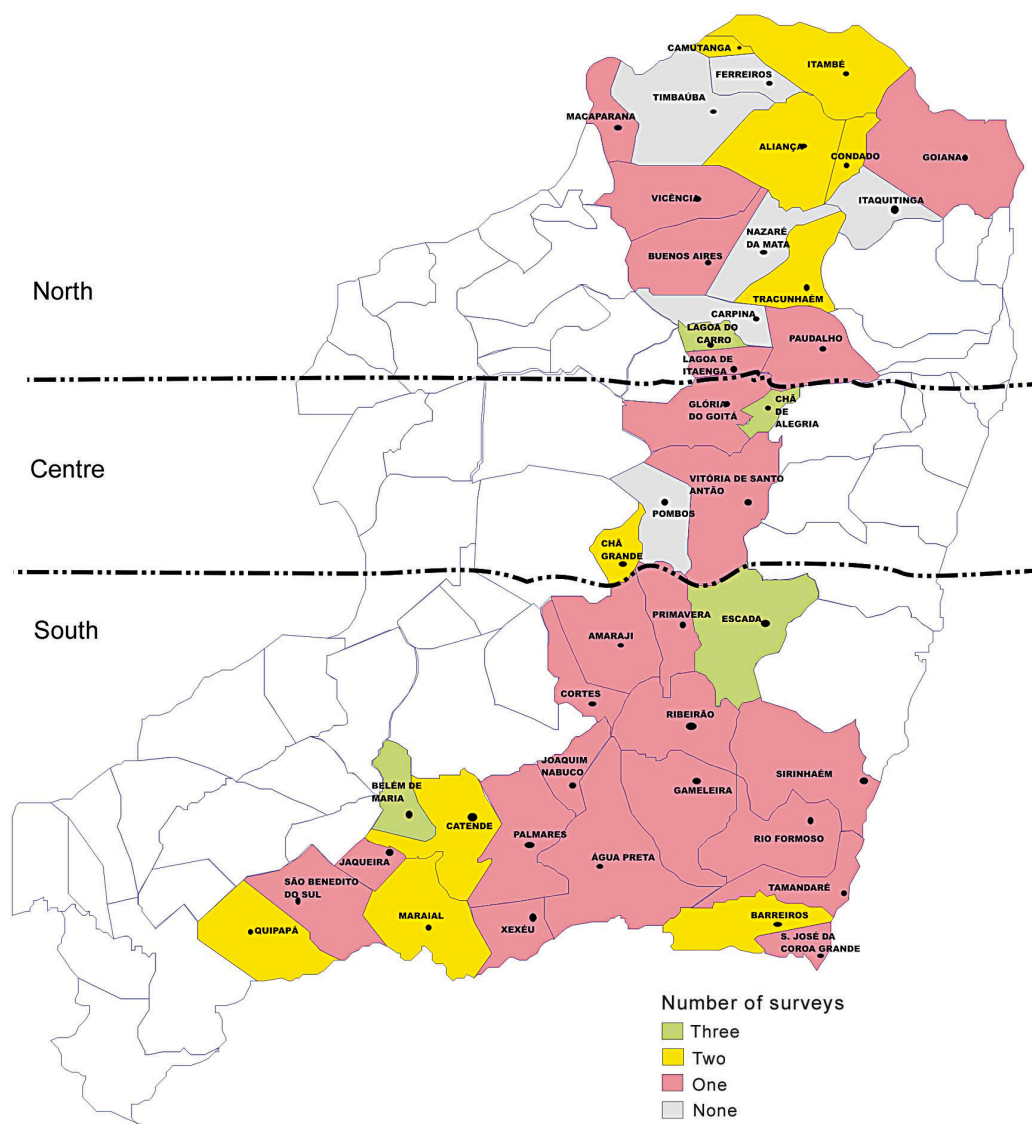 CAMUTANGA
ITAMBÉ
FERREIROS
TIMBAÚBA
MACAPARANA
ALIANÇA
CONDADO
GOIANA
ITAQUITINGA
VICÊNCIA
NAZARÉ
DA MATA
BUENOS AIRES
North
TRACUNHAÉM
CARPINA
LAGOA DO
CARRO
PAUDALHO
LAGOA DE
ITAENGA
GLÓRIA
DO GOITÁ
CHÃ
DE
ALEGRIA
Centre
VITÓRIA DE SANTO
ANTÃO
POMBOS
CHÃ
GRANDE
South
PRIMAVERA
ESCADA
AMARAJI
CORTES
RIBEIRÃO
JOAQUIM
NABUCO
SIRINHAÉM
GAMELEIRA
BELÉM DE
MARIA
CATENDE
PALMARES
RIO FORMOSO
JAQUEIRA
ÁGUA PRETA
SÃO BENEDITO
DO SUL
TAMANDARÉ
MARAIAL
BARREIROS
QUIPAPÁ
XEXÉU
S. JOSÉ DA
COROA GRANDE
Number of surveys
Three
Two
One
None